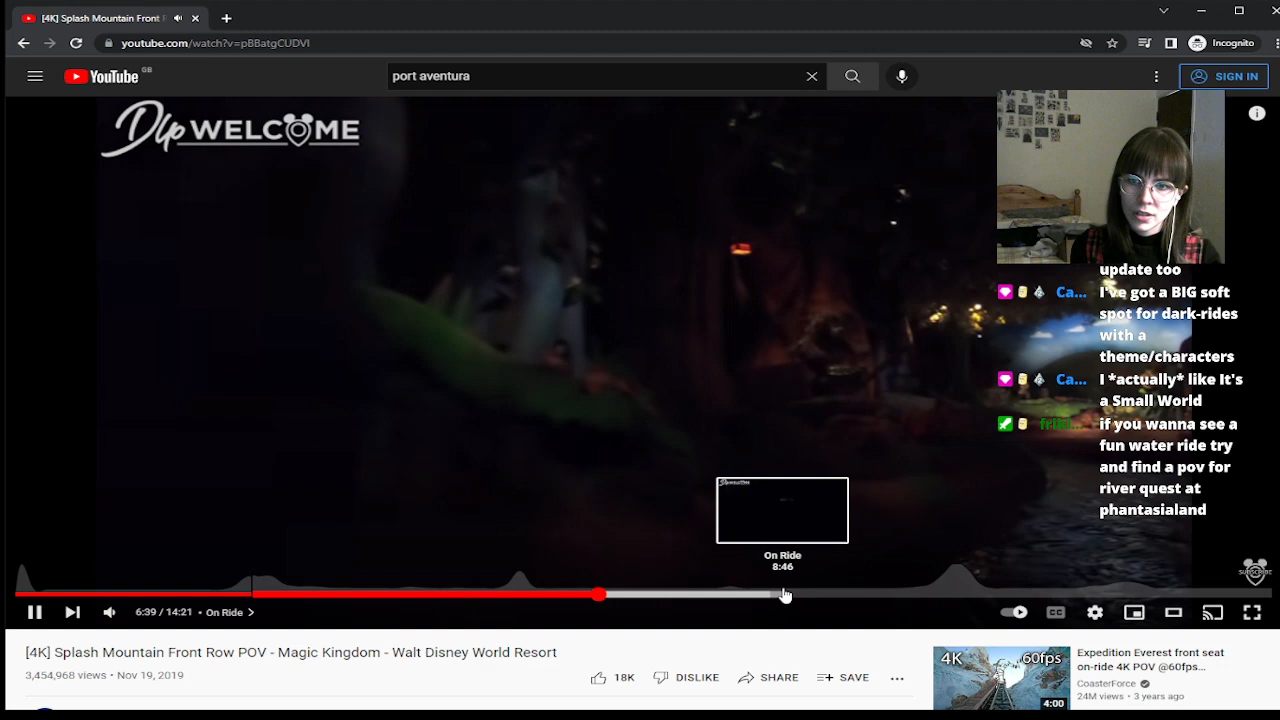 [4K] Splash Mountain Front
youtube.com/watch?v=pBBatgCUDVI
Incognito
YouTube GB
port aventura
SIGN IN
Dlp WELCOME
update too
Ca... I've got a BIG soft
spot for dark-rides
with a
theme/characters
Ca... I *actually* like It's
a Small World
friki... if you wanna see a
fun water ride try
and find a pov for
river quest at
phantasialand
On Ride
8:46
SUBSCRIBE
6:39 / 14:21 • On Ride >
CC
[4K] Splash Mountain Front Row POV - Magic Kingdom - Walt Disney World Resort
3,454,968 views • Nov 19, 2019
18K
DISLIKE
SHARE
SAVE
4K
60fps
4:00
Expedition Everest front seat
on-ride 4K POV @60fps...
CoasterForce
24M views • 3 years ago